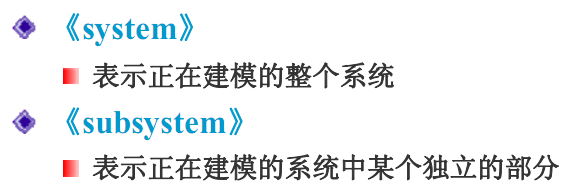 《system》
表示正在建模的整个系统
《subsystem》
表示正在建模的系统中某个独立的部分